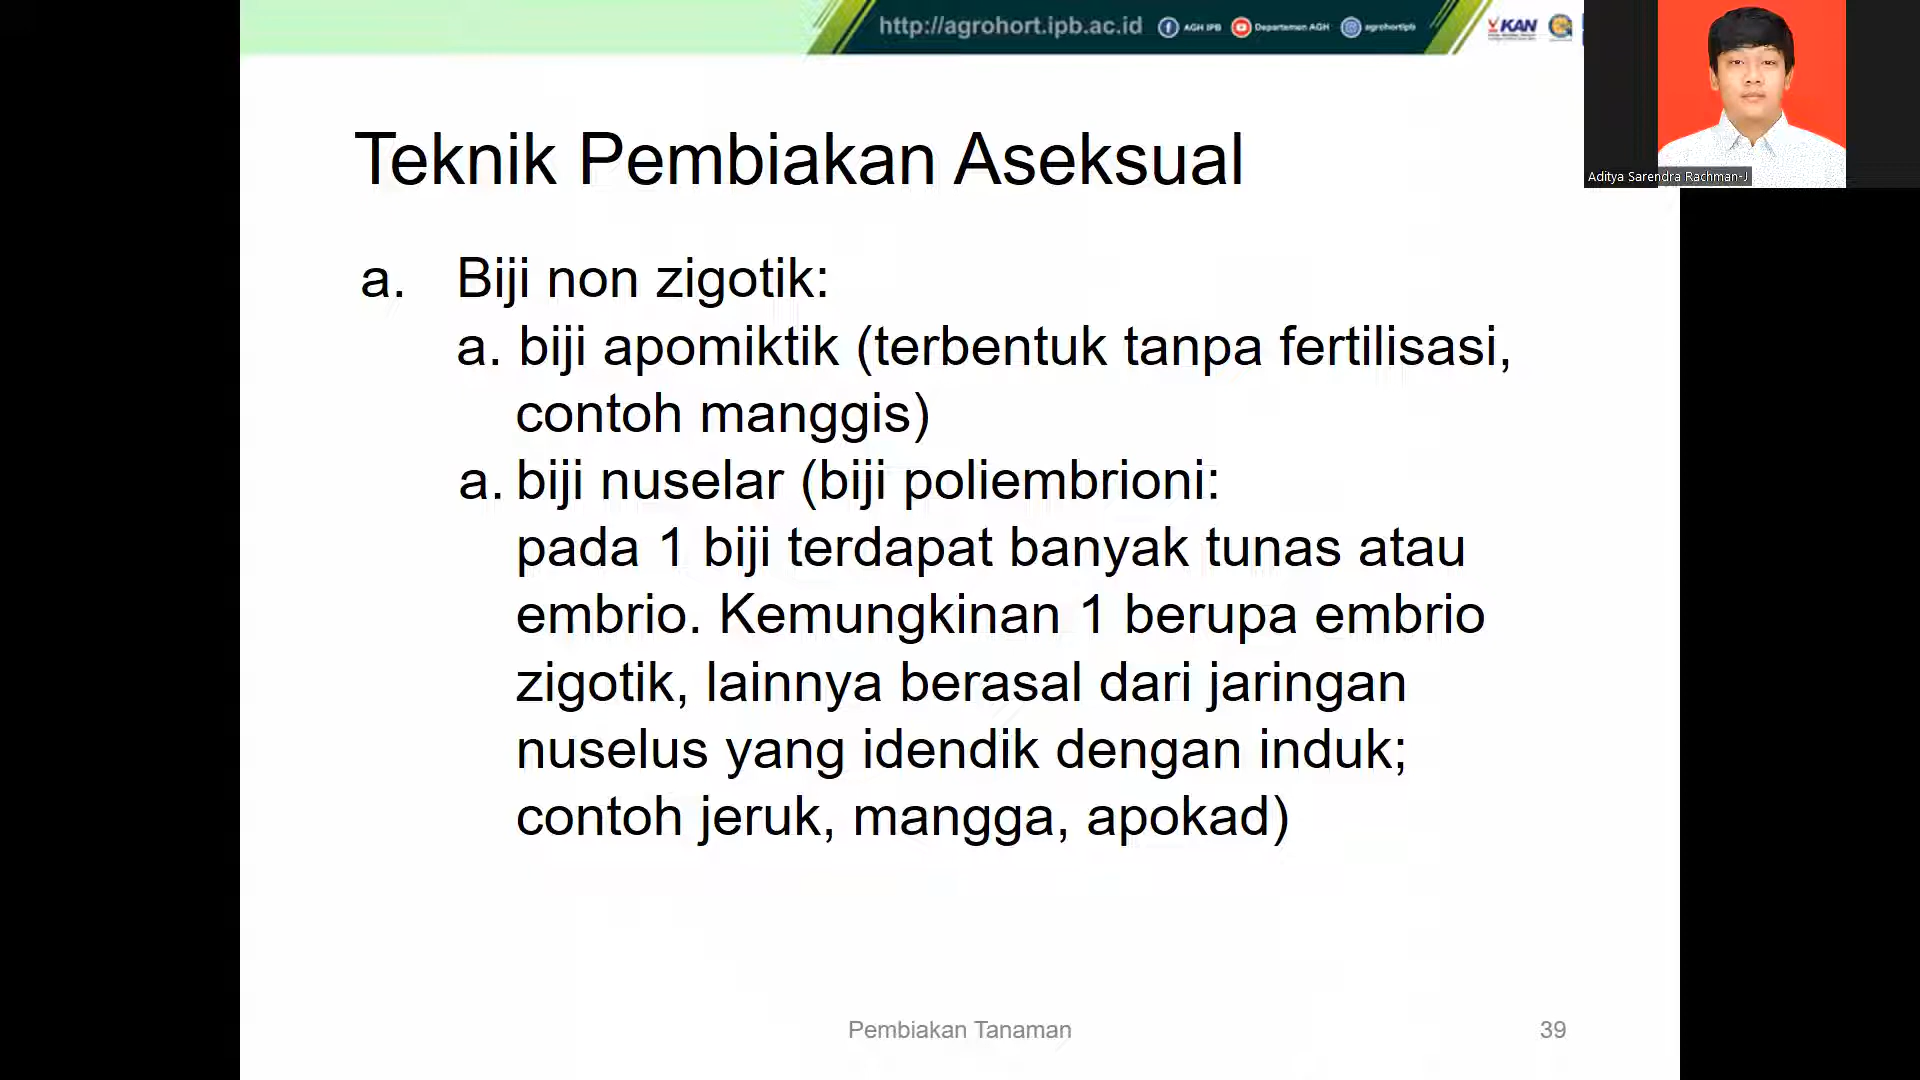 http://agrohort.ipb.ac.id AGH IPB Departemen AGH agrohortipb KAN
Aditya Sarendra Rachman-J
Teknik Pembiakan Aseksual
a. Biji non zigotik:
a. biji apomiktik (terbentuk tanpa fertilisasi,
contoh manggis)
a. biji nuselar (biji poliembrioni:
pada 1 biji terdapat banyak tunas atau
embrio. Kemungkinan 1 berupa embrio
zigotik, lainnya berasal dari jaringan
nuselus yang idendik dengan induk;
contoh jeruk, mangga, apokad)
Pembiakan Tanaman 39